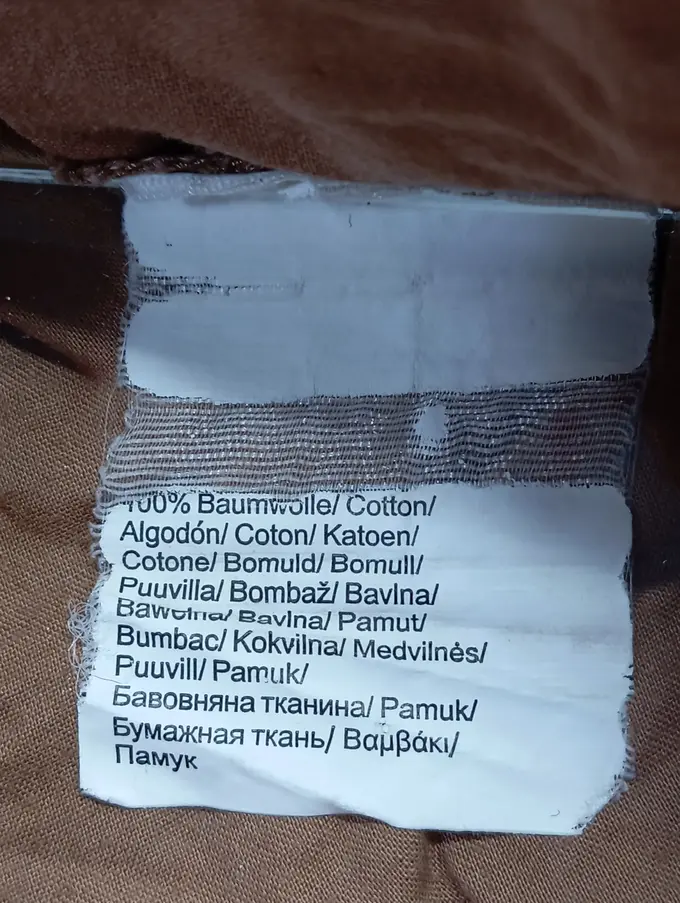 100% Baumwolle/ Cotton/
Algodón/ Coton/ Katoen/
Cotone/ Bomuld/ Bomull/
Puuvilla/ Bombaž/ Bavlna/
Bawełna/ Bavlna/ Pamut/
Bumbac/ Kokvilna/ Medvilnės/
Puuvill/ Pamuk/
Бавовняна тканина/ Pamuk/
Бумажная ткань/ Βαμβάκι/
Памук